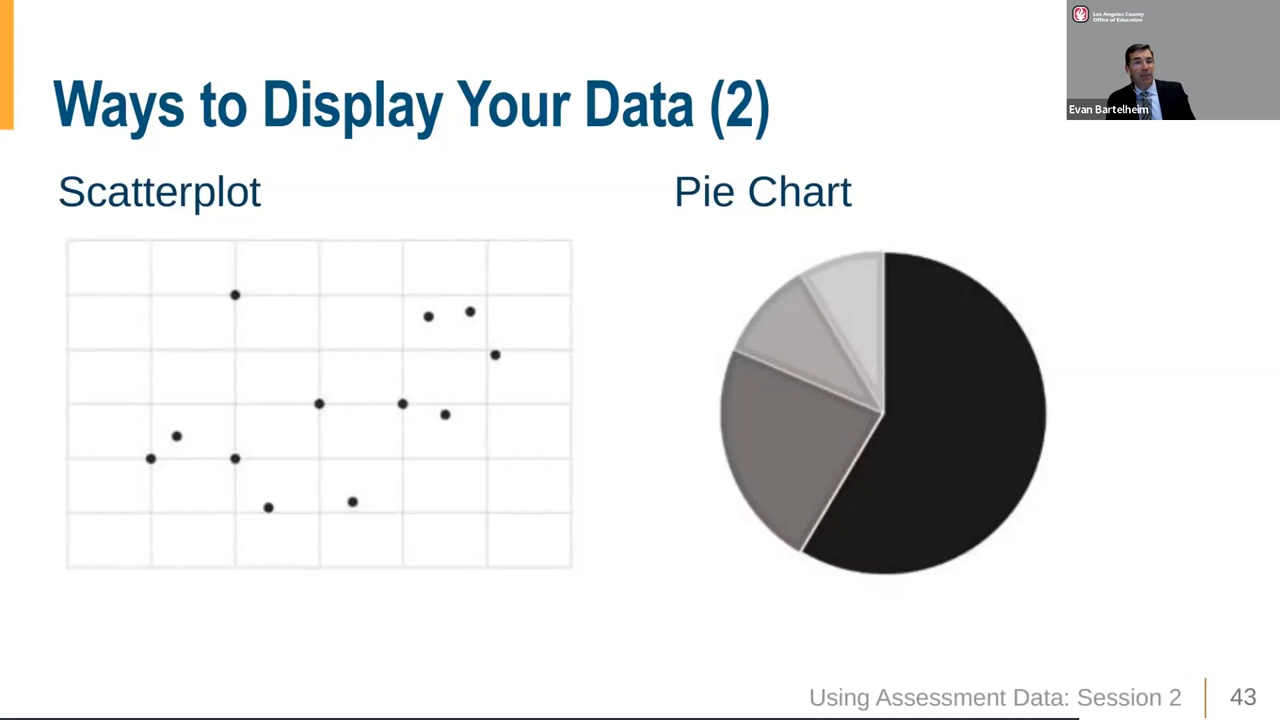 Los Angeles County
Office of Education
Evan Bartelheim
Ways to Display Your Data (2)
Scatterplot
Pie Chart
Using Assessment Data: Session 2
43